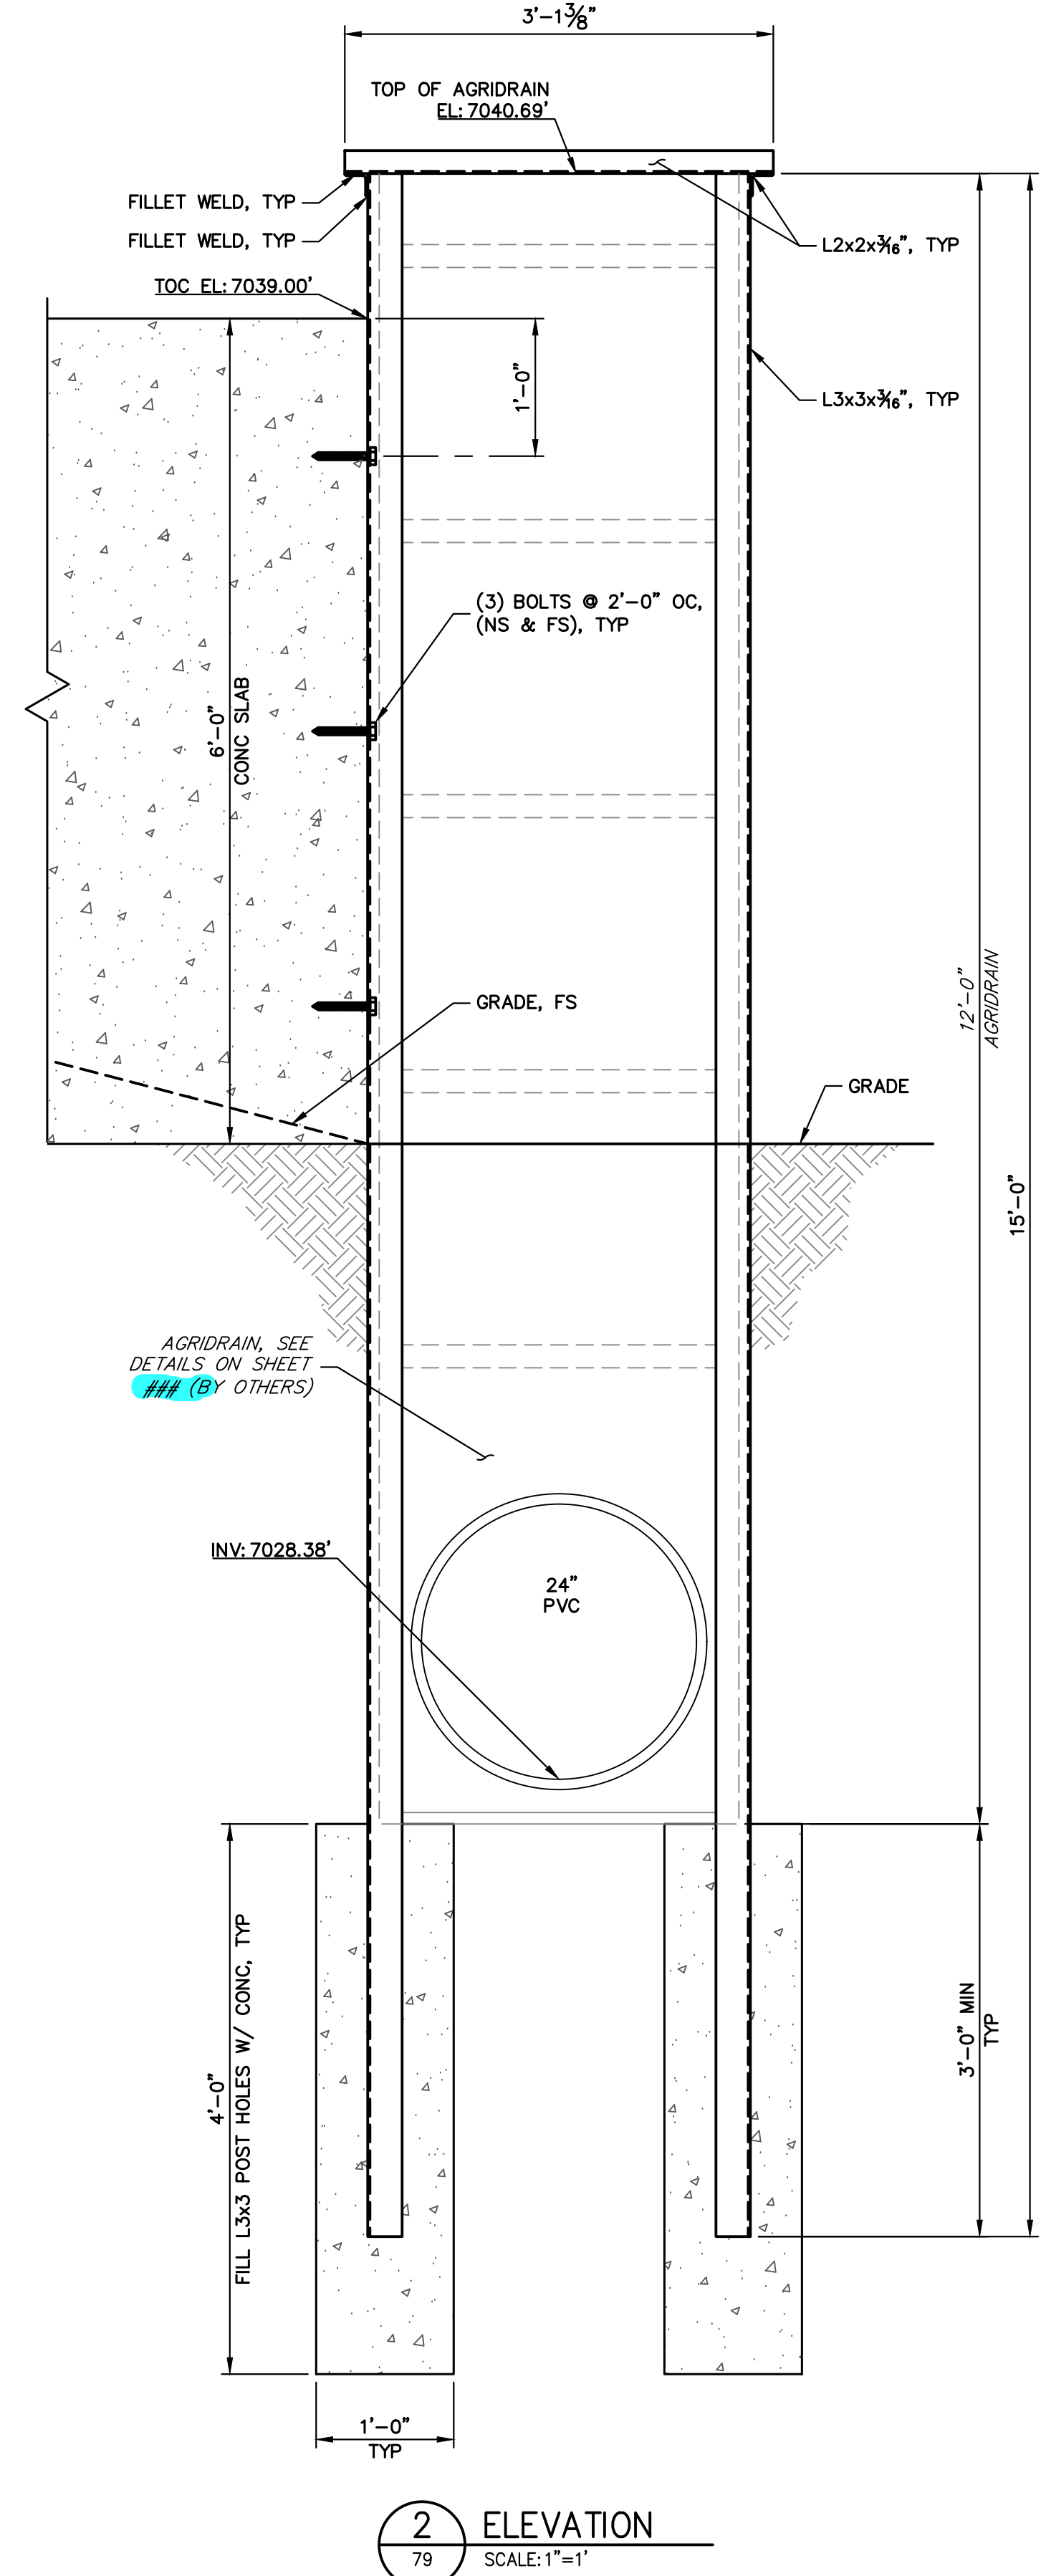 3'-1 3/8"
TOP OF AGRIDRAIN
EL: 7040.69'
FILLET WELD, TYP
FILLET WELD, TYP
L2x2x3/16", TYP
TOC EL: 7039.00'
1'-0"
L3x3x3/16", TYP
(3) BOLTS @ 2'-0" OC,
(NS & FS), TYP
6'-0"
CONC SLAB
GRADE, FS
12'-0"
AGRIDRAIN
GRADE
15'-0"
AGRIDRAIN, SEE
DETAILS ON SHEET
### (BY OTHERS)
INV: 7028.38'
24"
PVC
4'-0"
FILL L3x3 POST HOLES W/ CONC, TYP
3'-0" MIN
TYP
1'-0"
TYP
2
79
ELEVATION
SCALE: 1"=1'